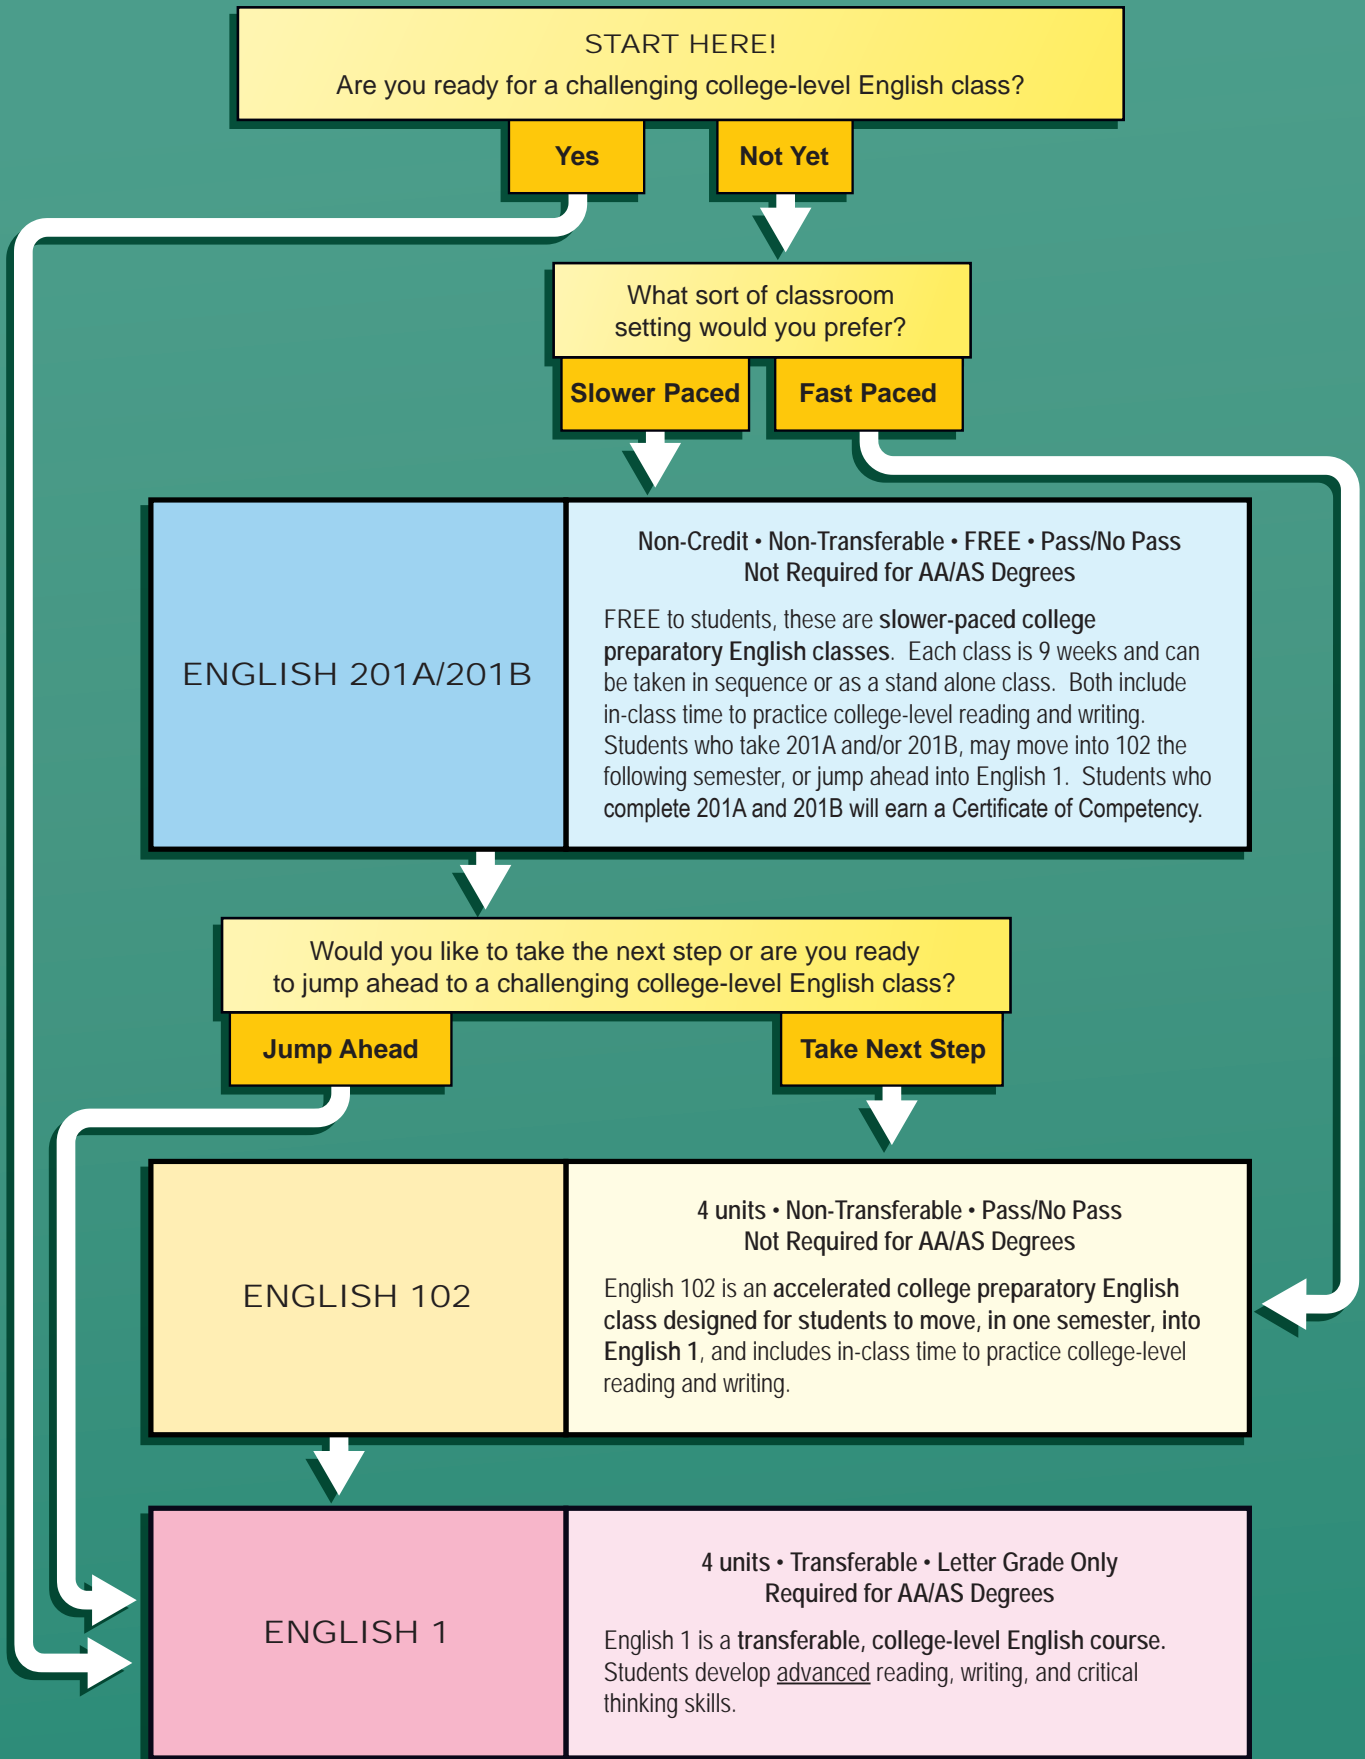 START HERE!
Are you ready for a challenging college-level English class?
Yes
Not Yet
What sort of classroom
setting would you prefer?
Slower Paced
Fast Paced
ENGLISH 201A/201B
Non-Credit • Non-Transferable • FREE • Pass/No Pass
Not Required for AA/AS Degrees
FREE to students, these are slower-paced college
preparatory English classes. Each class is 9 weeks and can
be taken in sequence or as a stand alone class. Both include
in-class time to practice college-level reading and writing.
Students who take 201A and/or 201B, may move into 102 the
following semester, or jump ahead into English 1. Students who
complete 201A and 201B will earn a Certificate of Competency.
Would you like to take the next step or are you ready
to jump ahead to a challenging college-level English class?
Jump Ahead
Take Next Step
ENGLISH 102
4 units • Non-Transferable • Pass/No Pass
Not Required for AA/AS Degrees
English 102 is an accelerated college preparatory English
class designed for students to move, in one semester, into
English 1, and includes in-class time to practice college-level
reading and writing.
ENGLISH 1
4 units • Transferable • Letter Grade Only
Required for AA/AS Degrees
English 1 is a transferable, college-level English course.
Students develop advanced reading, writing, and critical
thinking skills.